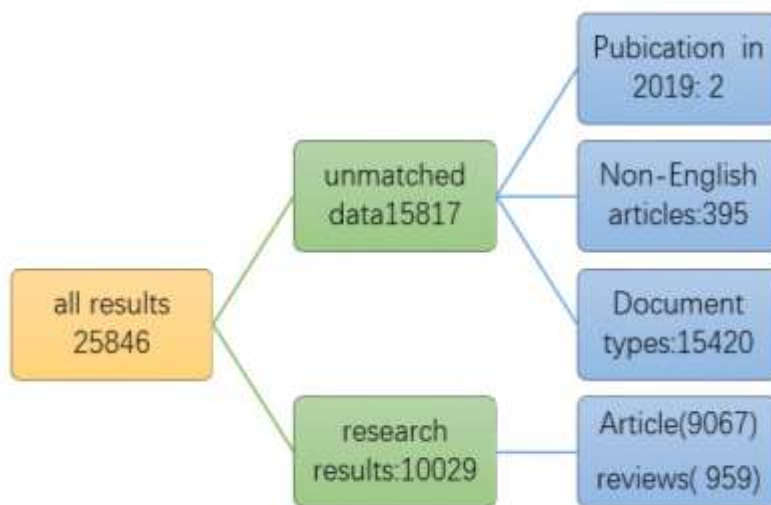 all results
25846
unmatched
data15817
research
results:10029
Pubication in
2019: 2
Non-English
articles:395
Document
types:15420
Article(9067)
reviews( 959)